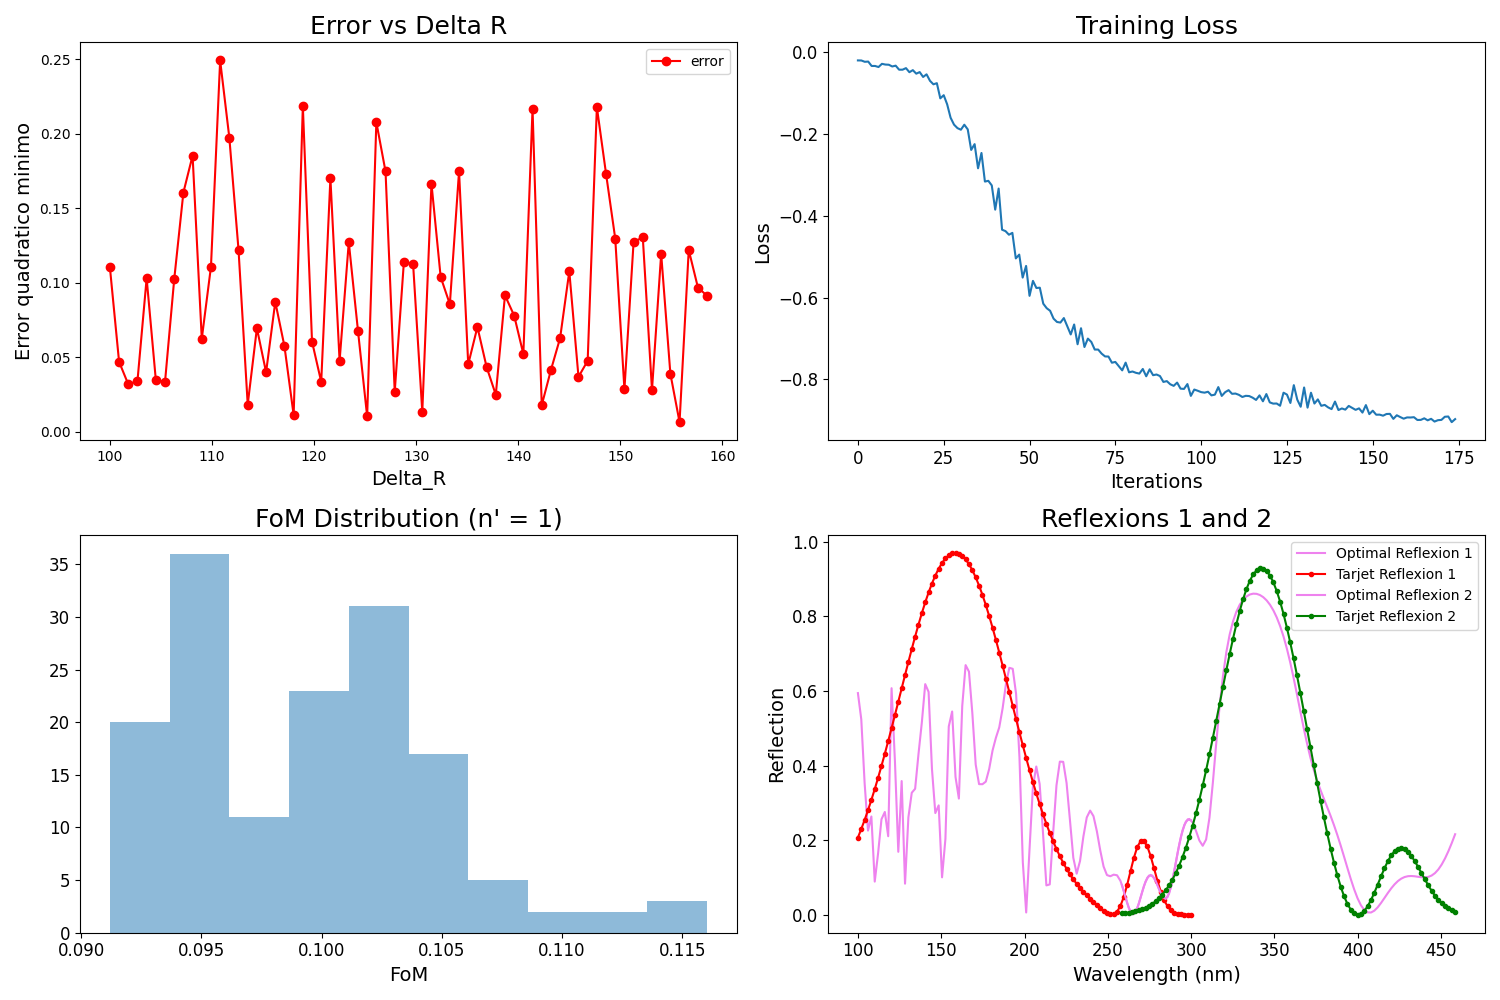 Error vs Delta R
error
Error quadratico minimo
0.25
0.20
0.15
0.10
0.05
0.00
100 110 120 130 140 150 160
Delta_R
Training Loss
Loss
0.0
−0.2
−0.4
−0.6
−0.8
0 25 50 75 100 125 150 175
Iterations
FoM Distribution (n' = 1)
35
30
25
20
15
10
5
0
0.090 0.095 0.100 0.105 0.110 0.115
FoM
Reflexions 1 and 2
Optimal Reflexion 1
Tarjet Reflexion 1
Optimal Reflexion 2
Tarjet Reflexion 2
Reflection
1.0
0.8
0.6
0.4
0.2
0.0
100 150 200 250 300 350 400 450
Wavelength (nm)